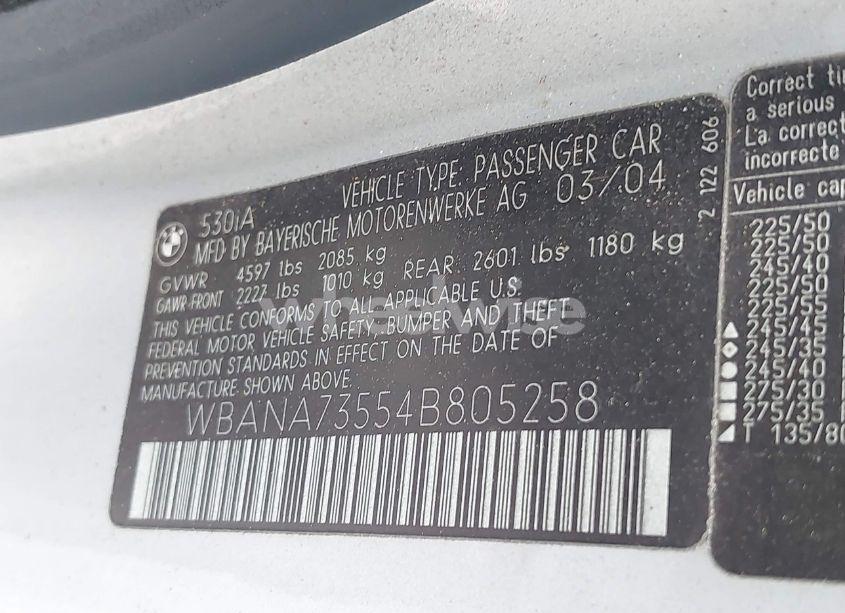 530iA VEHICLE TYPE: PASSENGER CAR
MFD BY BAYERISCHE MOTORENWERKE AG 03/04
GVWR 4597 lbs 2085 kg
GAWR-FRONT 2227 lbs 1010 kg REAR: 2601 lbs 1180 kg
THIS VEHICLE CONFORMS TO ALL APPLICABLE U.S.
FEDERAL MOTOR VEHICLE SAFETY, BUMPER AND THEFT
PREVENTION STANDARDS IN EFFECT ON THE DATE OF
MANUFACTURE SHOWN ABOVE.
WBANA73554B805258
2 122 606
wheelwise
Correct
a serious
La correct
incorrecte
Vehicle cap
225/50
225/50
245/40
225/50
225/55
245/45
245/35
245/40
275/30
275/35
T 135/80